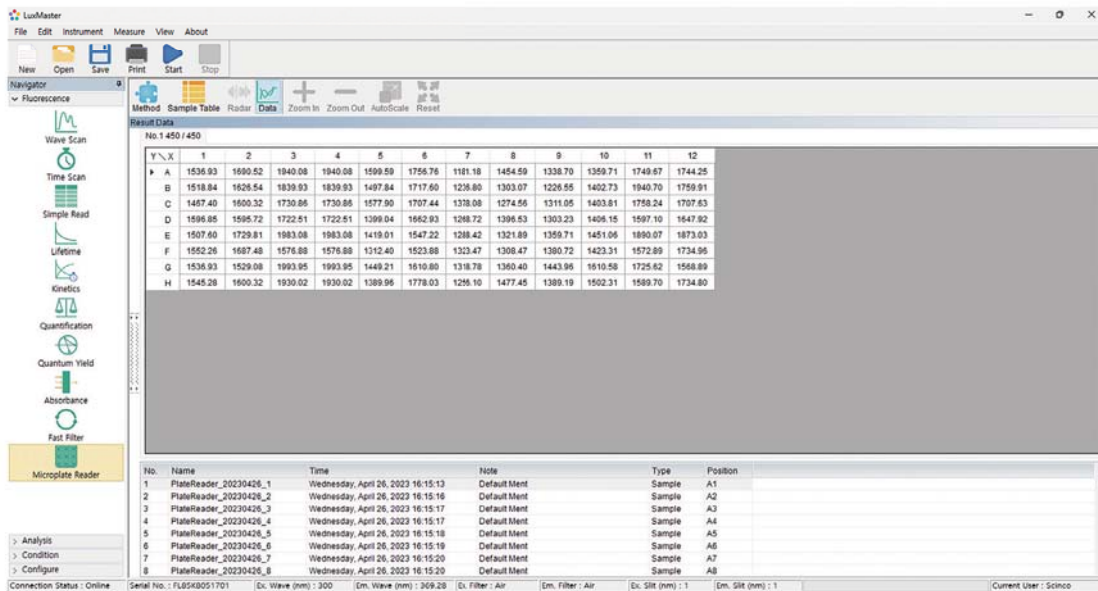 LuxMaster
File Edit Instrument Measure View About
New Open Save Print Start Stop
Navigator
Fluorescence
Wave Scan
Time Scan
Simple Read
Lifetime
Kinetics
Quantification
Quantum Yield
Absorbance
Fast Filter
Microplate Reader
> Analysis
> Condition
> Configure
Method Sample Table Radar Data Zoom In Zoom Out AutoScale Reset
Result Data
No.1 450 / 450
Y \ X 1 2 3 4 5 6 7 8 9 10 11 12
A 1536.93 1690.52 1940.08 1940.08 1599.59 1756.76 1181.18 1454.59 1338.70 1359.71 1749.67 1744.25
B 1518.84 1626.54 1839.93 1839.93 1497.84 1717.60 1236.80 1303.07 1226.55 1402.73 1940.70 1759.91
C 1467.40 1600.32 1730.86 1730.86 1577.90 1707.44 1378.08 1274.56 1311.05 1403.81 1758.24 1707.63
D 1596.85 1595.72 1722.51 1722.51 1399.04 1662.93 1268.72 1396.53 1303.23 1406.15 1597.10 1647.92
E 1507.60 1729.81 1983.08 1983.08 1419.01 1547.22 1288.42 1321.89 1359.71 1451.06 1890.07 1873.03
F 1552.26 1687.48 1576.88 1576.88 1312.40 1523.88 1323.47 1308.47 1380.72 1423.31 1572.89 1734.96
G 1536.93 1529.08 1993.95 1993.95 1449.21 1610.80 1318.78 1360.40 1443.96 1610.58 1725.62 1568.89
H 1545.28 1600.32 1930.02 1930.02 1389.96 1778.03 1256.10 1477.45 1389.19 1502.31 1589.70 1734.80
No. Name Time Note Type Position
1 PlateReader_20230426_1 Wednesday, April 26, 2023 16:15:13 Default Ment Sample A1
2 PlateReader_20230426_2 Wednesday, April 26, 2023 16:15:16 Default Ment Sample A2
3 PlateReader_20230426_3 Wednesday, April 26, 2023 16:15:17 Default Ment Sample A3
4 PlateReader_20230426_4 Wednesday, April 26, 2023 16:15:17 Default Ment Sample A4
5 PlateReader_20230426_5 Wednesday, April 26, 2023 16:15:18 Default Ment Sample A5
6 PlateReader_20230426_6 Wednesday, April 26, 2023 16:15:19 Default Ment Sample A6
7 PlateReader_20230426_7 Wednesday, April 26, 2023 16:15:20 Default Ment Sample A7
8 PlateReader_20230426_8 Wednesday, April 26, 2023 16:15:20 Default Ment Sample A8
Connection Status : Online Serial No. : FL85K8051701 Ex. Wave (nm) : 300 Em. Wave (nm) : 369.28 Ex. Filter : Air Em. Filter : Air Ex. Slit (nm) : 1 Em. Slit (nm) : 1 Current User : Scinco